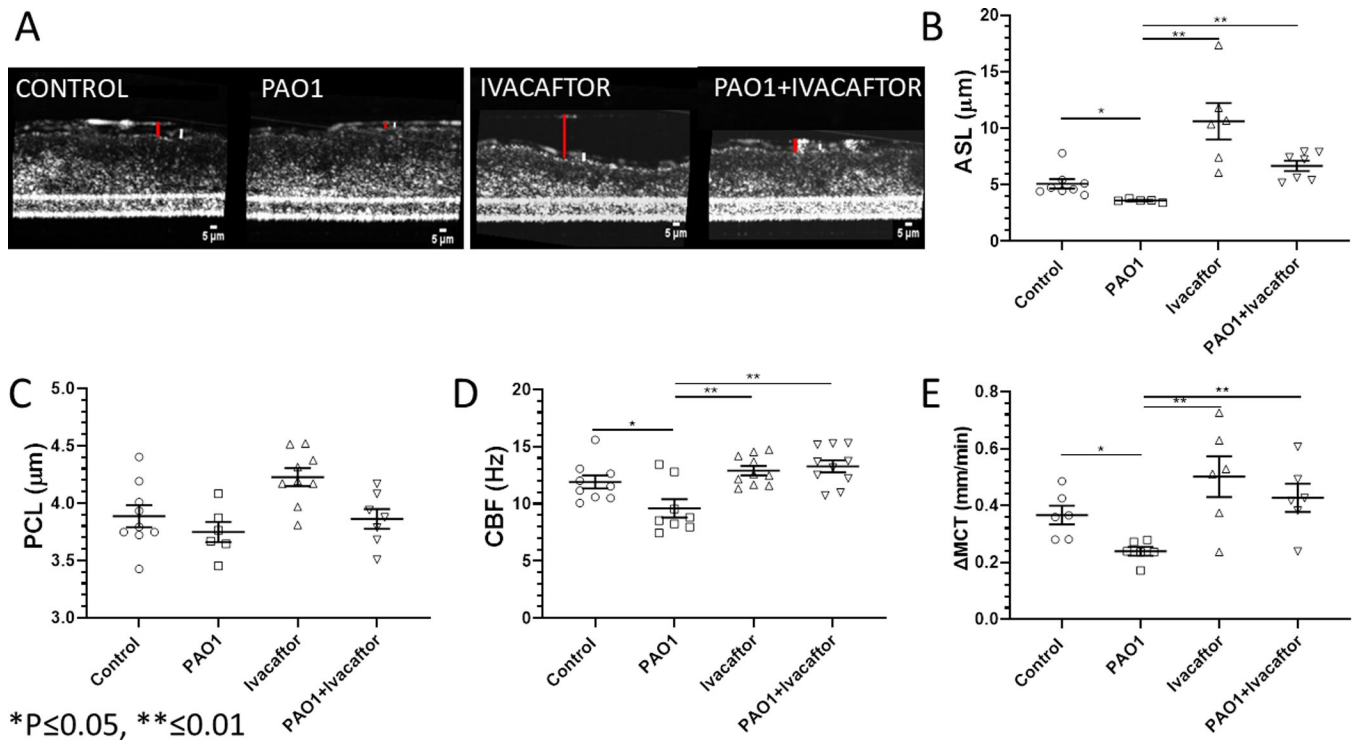 A
CONTROL
PAO1
IVACAFTOR
PAO1+IVACAFTOR
5 µm
5 µm
5 µm
5 µm
B
ASL (µm)
20
15
10
5
0
*
**
**
Control
PAO1
Ivacaftor
PAO1+Ivacaftor
C
PCL (µm)
5.0
4.5
4.0
3.5
3.0
Control
PAO1
Ivacaftor
PAO1+Ivacaftor
D
CBF (Hz)
20
15
10
5
0
*
**
**
Control
PAO1
Ivacaftor
PAO1+Ivacaftor
E
ΔMCT (mm/min)
0.8
0.6
0.4
0.2
0.0
*
**
**
Control
PAO1
Ivacaftor
PAO1+Ivacaftor
*P≤0.05, **≤0.01